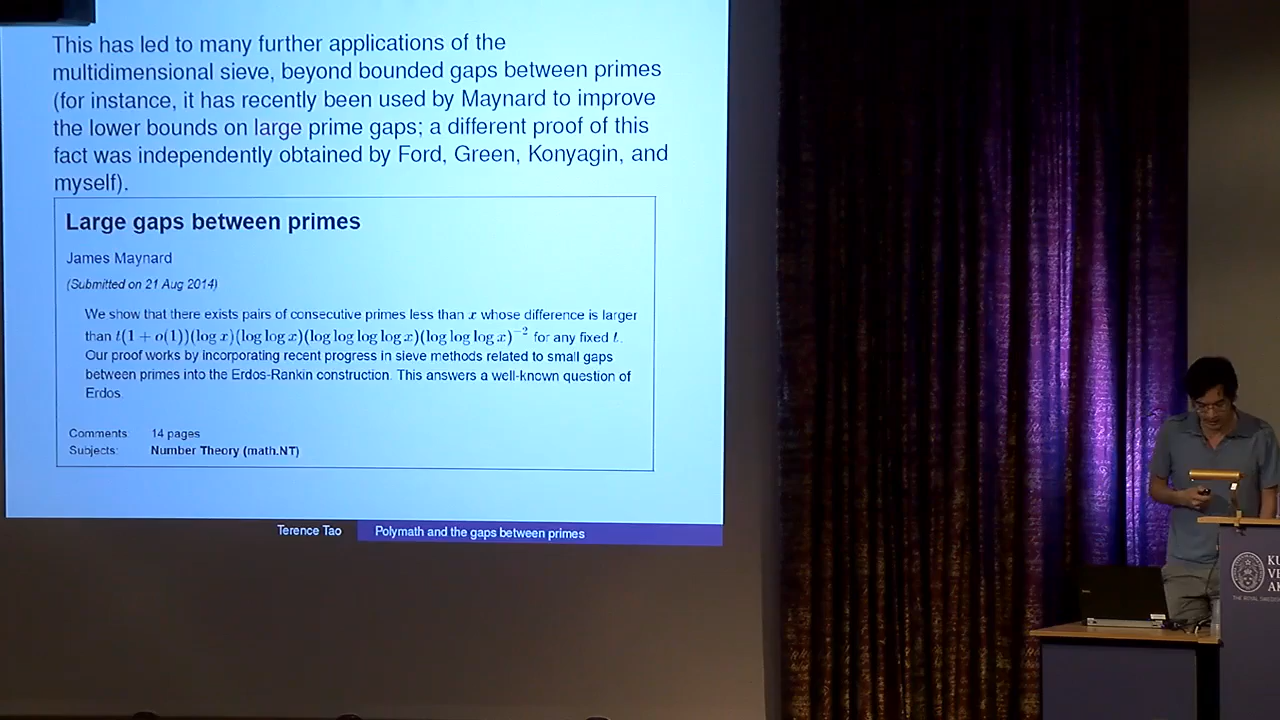 This has led to many further applications of the
multidimensional sieve, beyond bounded gaps between primes
(for instance, it has recently been used by Maynard to improve
the lower bounds on large prime gaps; a different proof of this
fact was independently obtained by Ford, Green, Konyagin, and
myself).
Large gaps between primes
James Maynard
(Submitted on 21 Aug 2014)
We show that there exists pairs of consecutive primes less than x whose difference is larger
than t(1 + o(1))(log x)(log log x)(log log log log x)(log log log x)⁻² for any fixed t.
Our proof works by incorporating recent progress in sieve methods related to small gaps
between primes into the Erdos-Rankin construction. This answers a well-known question of
Erdos.
Comments: 14 pages
Subjects: Number Theory (math.NT)
Terence Tao Polymath and the gaps between primes
KU
VE
AK
THE ROYAL SWED